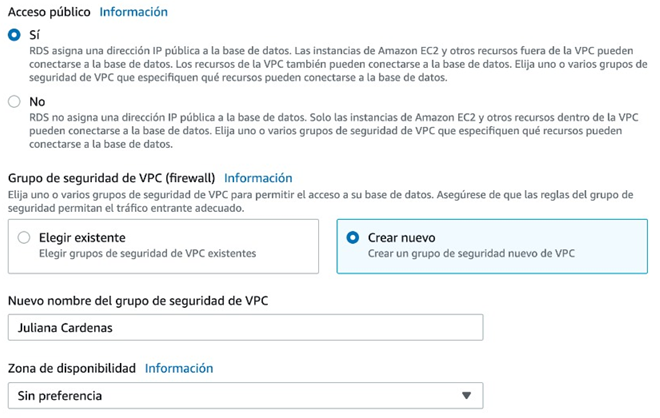 Acceso público Información
Sí
RDS asigna una dirección IP pública a la base de datos. Las instancias de Amazon EC2 y otros recursos fuera de la VPC pueden
conectarse a la base de datos. Los recursos de la VPC también pueden conectarse a la base de datos. Elija uno o varios grupos de
seguridad de VPC que especifiquen qué recursos pueden conectarse a la base de datos.
No
RDS no asigna una dirección IP pública a la base de datos. Solo las instancias de Amazon EC2 y otros recursos dentro de la VPC
pueden conectarse a la base de datos. Elija uno o varios grupos de seguridad de VPC que especifiquen qué recursos pueden
conectarse a la base de datos.
Grupo de seguridad de VPC (firewall) Información
Elija uno o varios grupos de seguridad de VPC para permitir el acceso a su base de datos. Asegúrese de que las reglas del grupo de
seguridad permitan el tráfico entrante adecuado.
Elegir existente
Elegir grupos de seguridad de VPC existentes
Crear nuevo
Crear un grupo de seguridad nuevo de VPC
Nuevo nombre del grupo de seguridad de VPC
Juliana Cardenas
Zona de disponibilidad Información
Sin preferencia